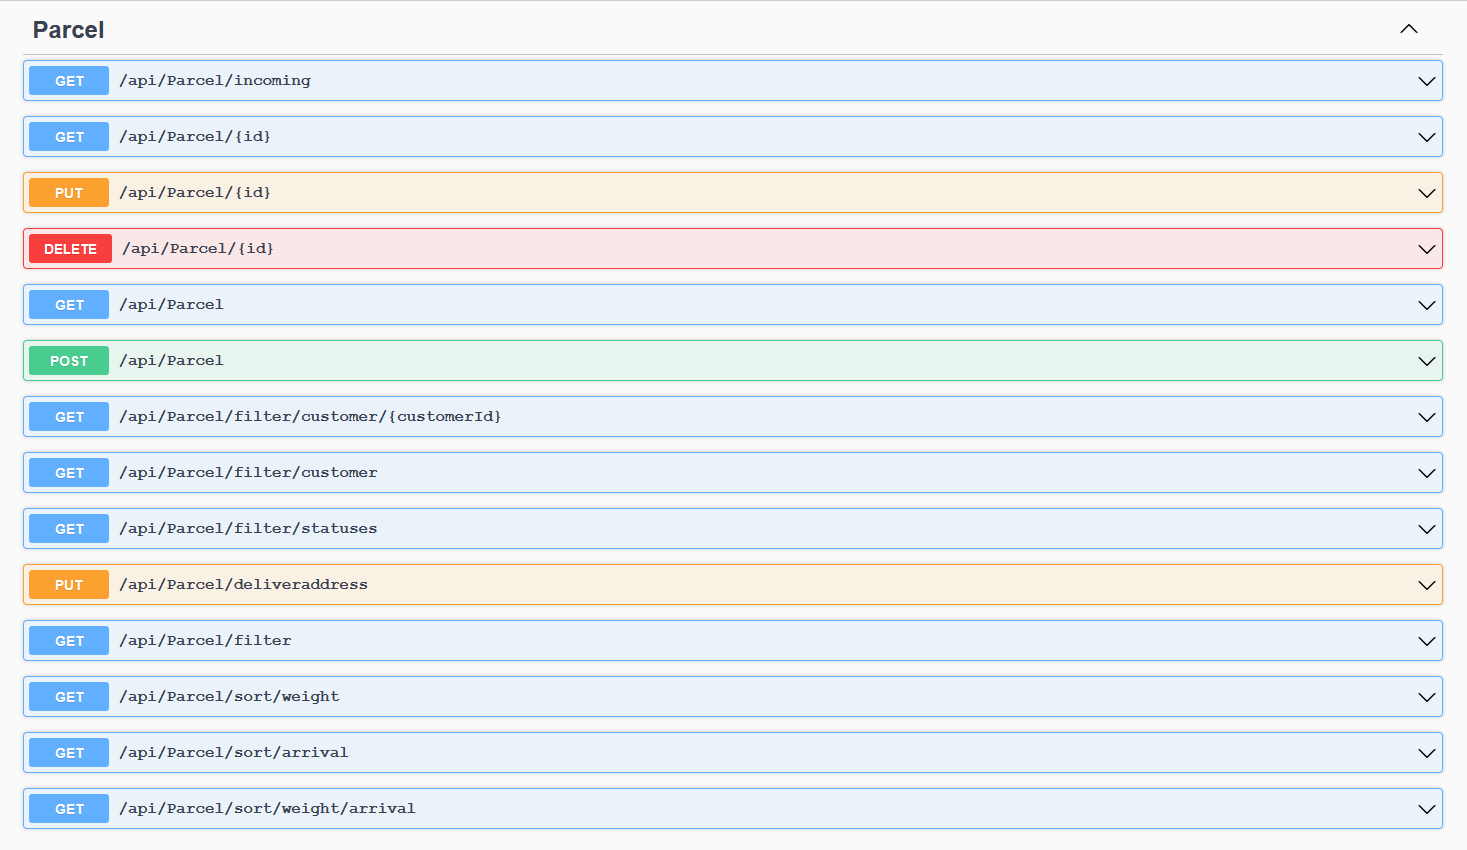 Parcel
GET /api/Parcel/incoming
GET /api/Parcel/{id}
PUT /api/Parcel/{id}
DELETE /api/Parcel/{id}
GET /api/Parcel
POST /api/Parcel
GET /api/Parcel/filter/customer/{customerId}
GET /api/Parcel/filter/customer
GET /api/Parcel/filter/statuses
PUT /api/Parcel/deliveraddress
GET /api/Parcel/filter
GET /api/Parcel/sort/weight
GET /api/Parcel/sort/arrival
GET /api/Parcel/sort/weight/arrival